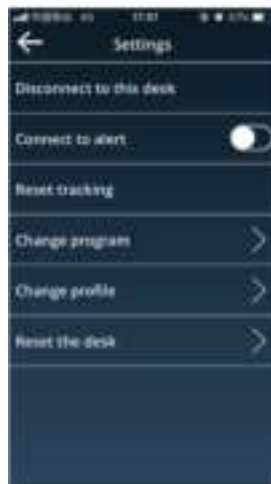 Settings
Disconnect to this desk
Connect to alert
Reset tracking
Change program
Change profile
Reset the desk